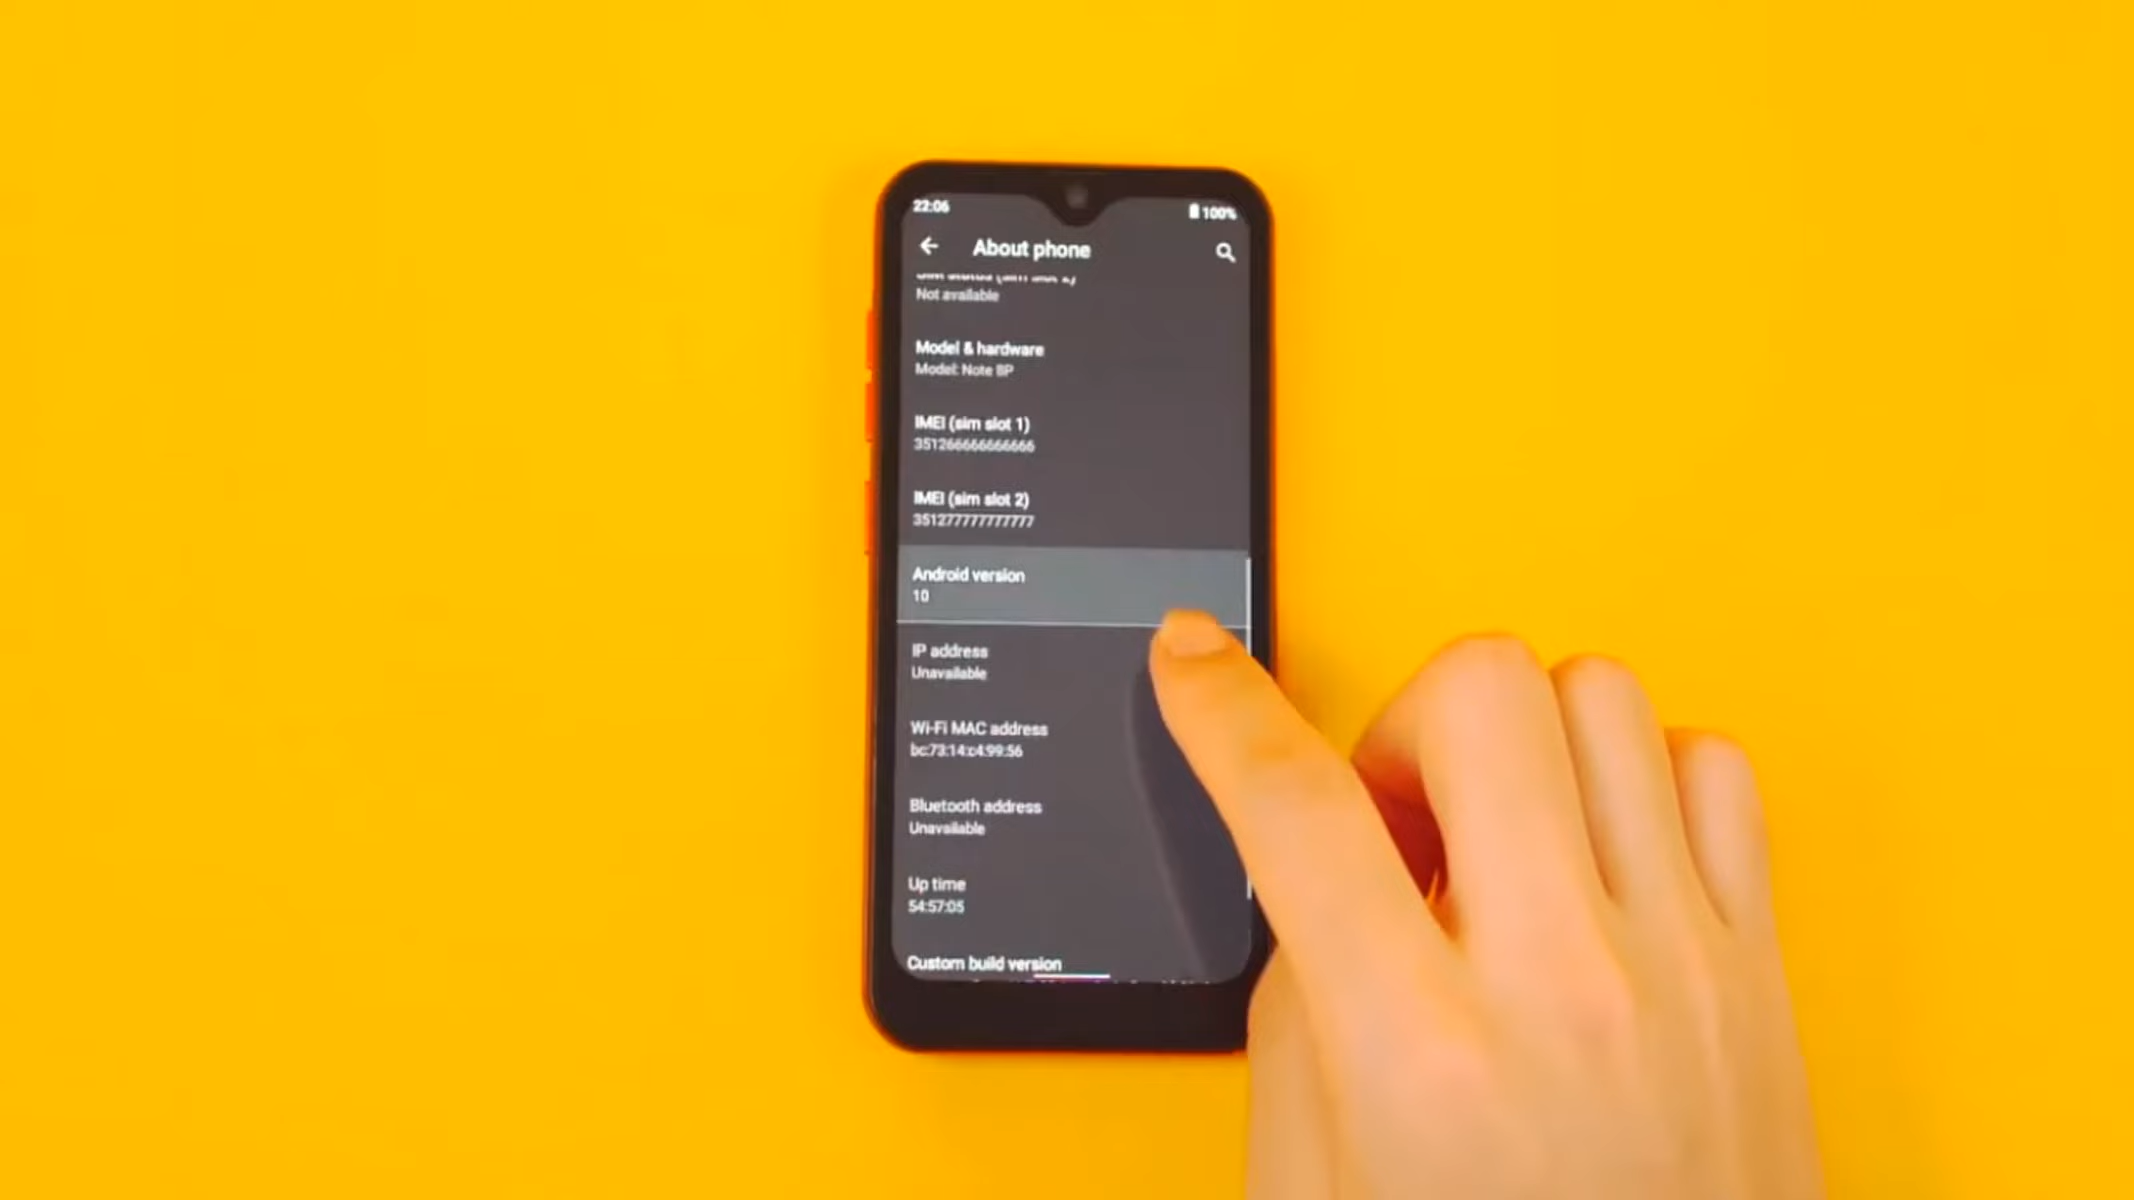 22:06
100%
About phone
Not available
Model & hardware
Model: Note 8P
IMEI (sim slot 1)
351266666666666
IMEI (sim slot 2)
351277777777777
Android version
10
IP address
Unavailable
Wi-Fi MAC address
bc:73:14:c4:99:56
Bluetooth address
Unavailable
Up time
54:57:05
Custom build version